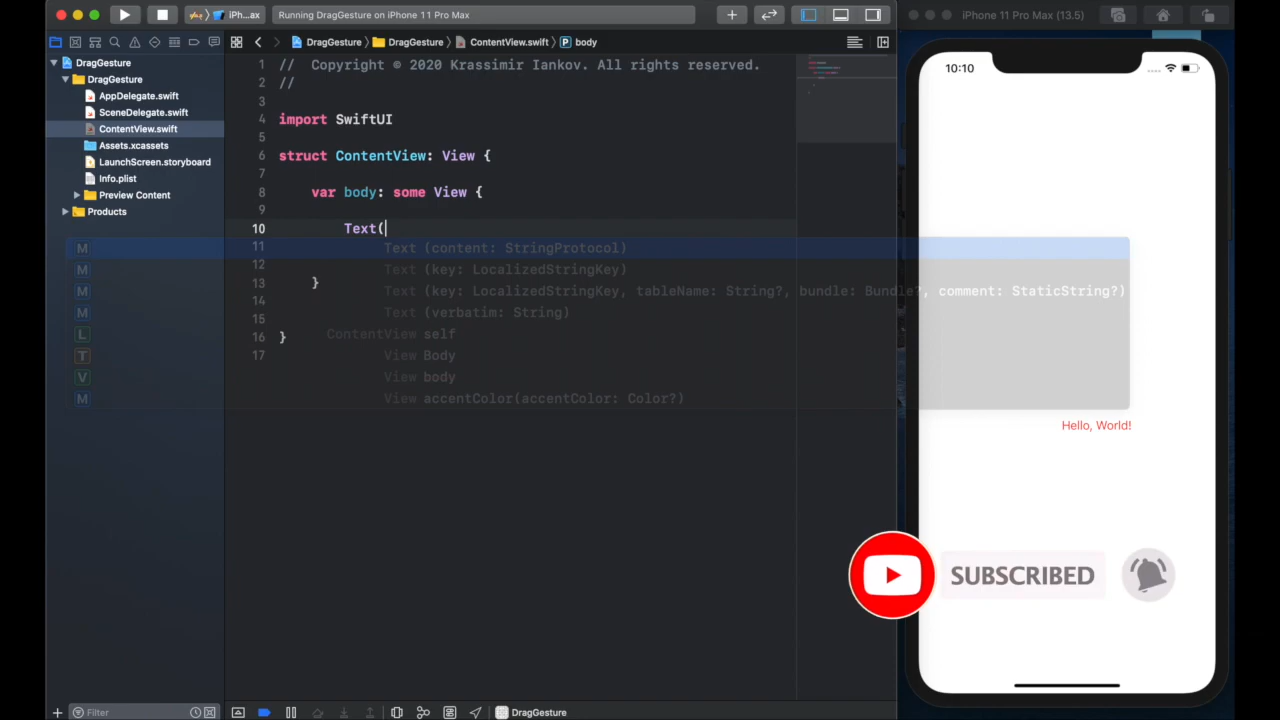 iPh...ax
Running DragGesture on iPhone 11 Pro Max
iPhone 11 Pro Max (13.5)
DragGesture
DragGesture
ContentView.swift
P
body
DragGesture
DragGesture
AppDelegate.swift
SceneDelegate.swift
ContentView.swift
Assets.xcassets
LaunchScreen.storyboard
Info.plist
Preview Content
Products
1 // Copyright © 2020 Krassimir Iankov. All rights reserved.
2 //
3
4 import SwiftUI
5
6 struct ContentView: View {
7
8 var body: some View {
9
10 Text(
11
12
13 }
14
15
16 }
17
M Text (content: StringProtocol)
M Text (key: LocalizedStringKey)
M Text (key: LocalizedStringKey, tableName: String?, bundle: Bundle?, comment: StaticString?)
M Text (verbatim: String)
L ContentView self
T View Body
V View body
M View accentColor(accentColor: Color?)
10:10
Hello, World!
SUBSCRIBED
Filter
DragGesture